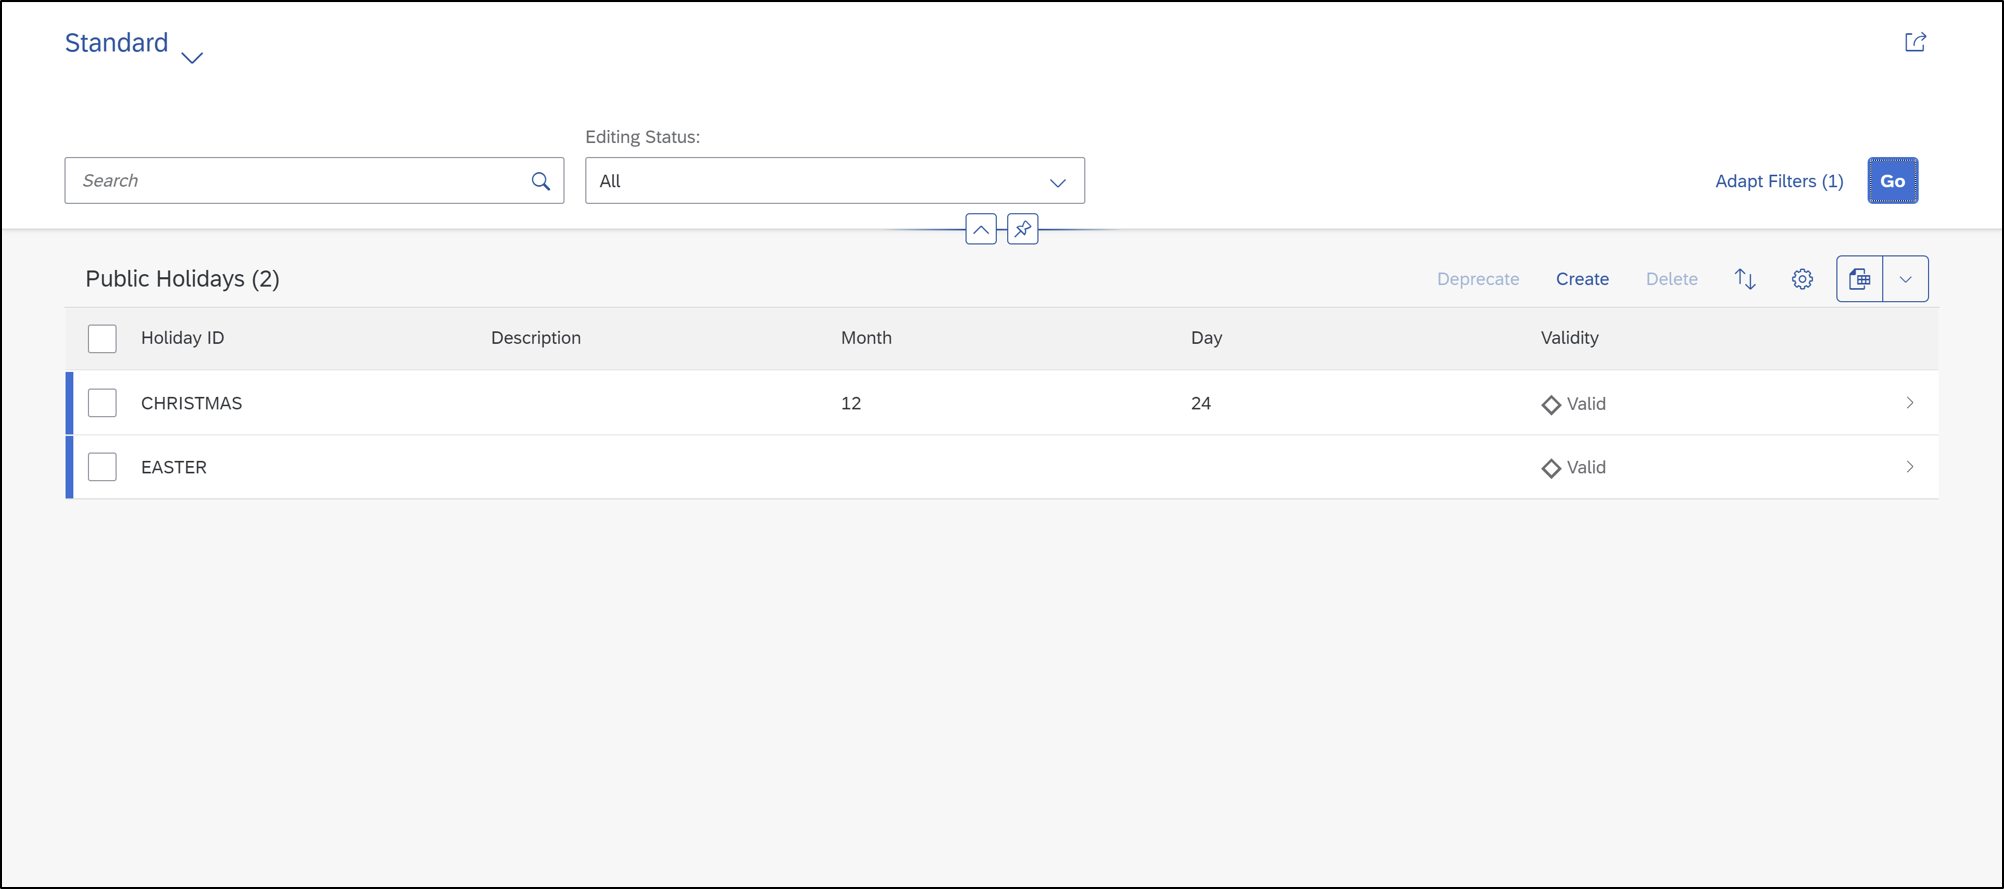 Standard
Editing Status:
Search
All
Adapt Filters (1)
Go
Public Holidays (2)
Deprecate
Create
Delete
Holiday ID
Description
Month
Day
Validity
CHRISTMAS
12
24
Valid
EASTER
Valid